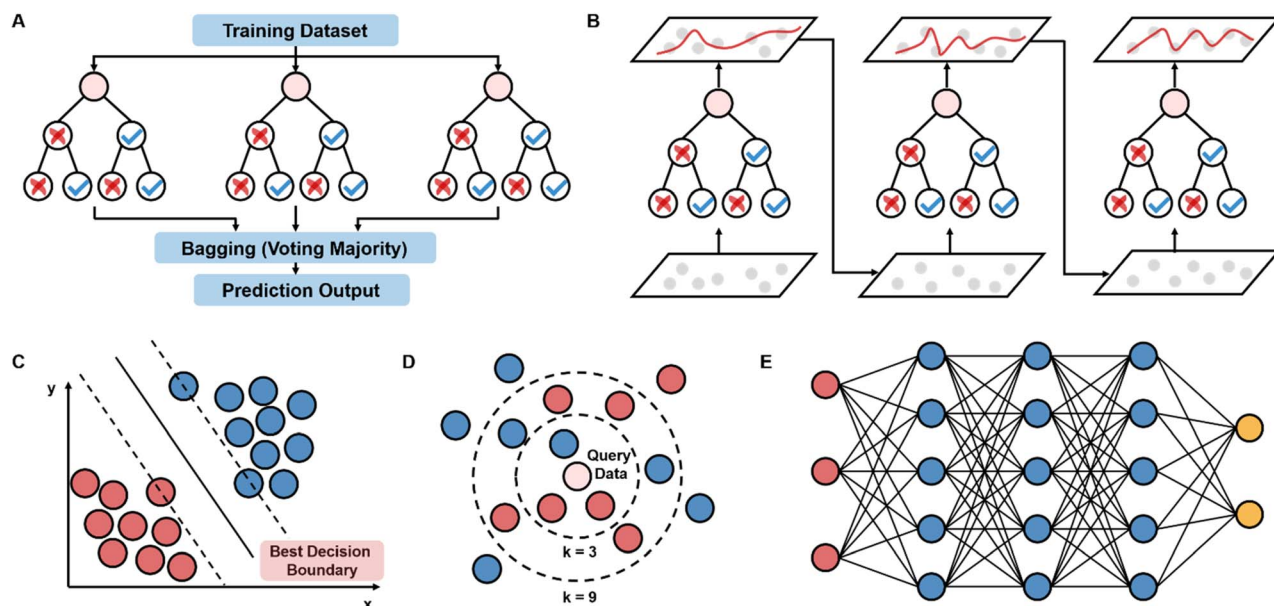 A
Training Dataset
Bagging (Voting Majority)
Prediction Output
B
C
y
Best Decision
Boundary
x
D
Query
Data
k = 3
k = 9
E